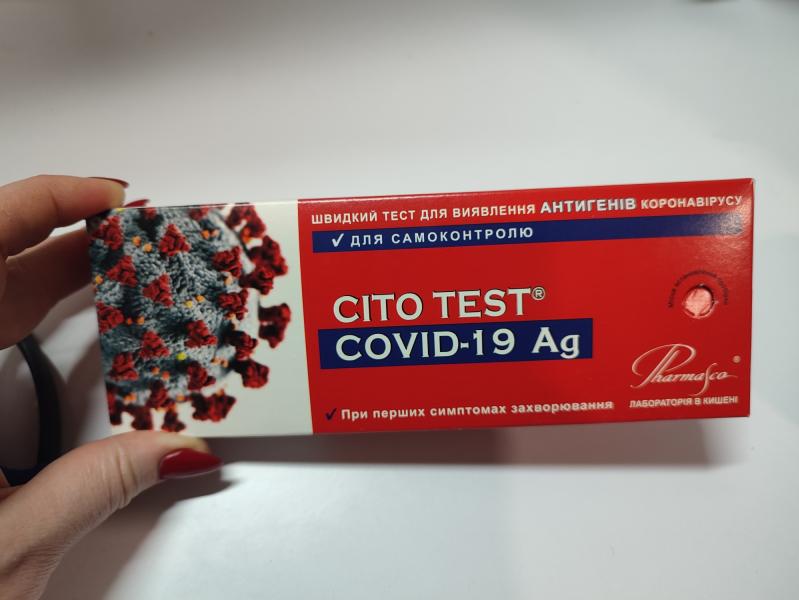 ШВИДКИЙ ТЕСТ ДЛЯ ВИЯВЛЕННЯ АНТИГЕНІВ КОРОНАВІРУСУ
✓ ДЛЯ САМОКОНТРОЛЮ
CITO TEST®
COVID-19 Ag
PharmaSco®
ЛАБОРАТОРІЯ В КИШЕНІ
✓ При перших симптомах захворювання